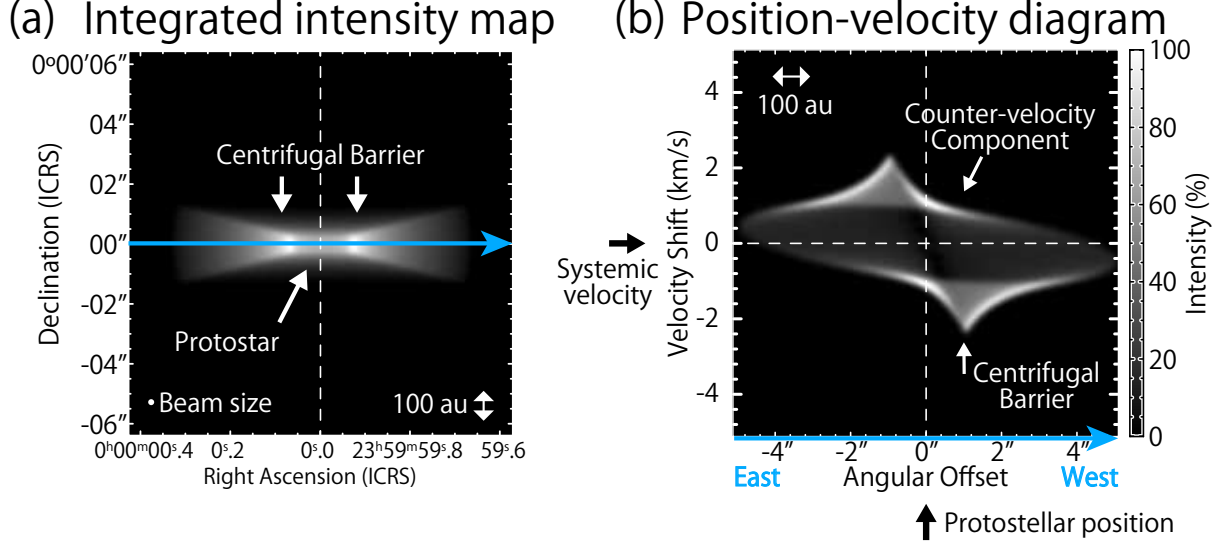 (a) Integrated intensity map
0º00’06”
04”
02”
00”
-02”
-04”
-06”
Declination (ICRS)
Centrifugal Barrier
Protostar
•Beam size
100 au
0ʰ00ᵐ00ˢ.4
0ˢ.2
0ˢ.0
23ʰ59ᵐ59ˢ.8
59ˢ.6
Right Ascension (ICRS)
(b) Position-velocity diagram
4
2
0
-2
-4
Velocity Shift (km/s)
Systemic
velocity
100 au
Counter-velocity
Component
Centrifugal
Barrier
-4”
-2”
0”
2”
4”
East
Angular Offset
West
Protostellar position
100
80
60
40
20
0
Intensity (%)